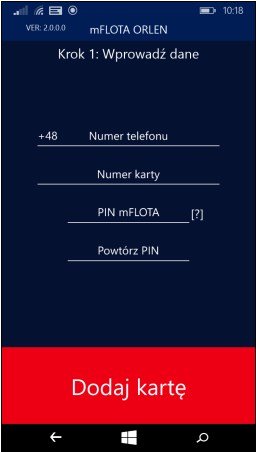 10:18
VER: 2.0.0.0 mFLOTA ORLEN
Krok 1: Wprowadź dane
+48 Numer telefonu
Numer karty
PIN mFLOTA [?]
Powtórz PIN
Dodaj kartę